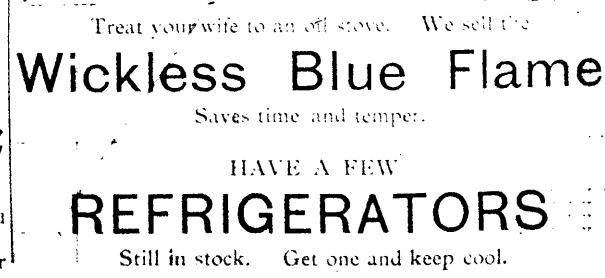 Treat your wife to an oil stove. We sell the
Wickless Blue Flame
Saves time and temper.
HAVE A FEW
REFRIGERATORS
Still in stock. Get one and keep cool.